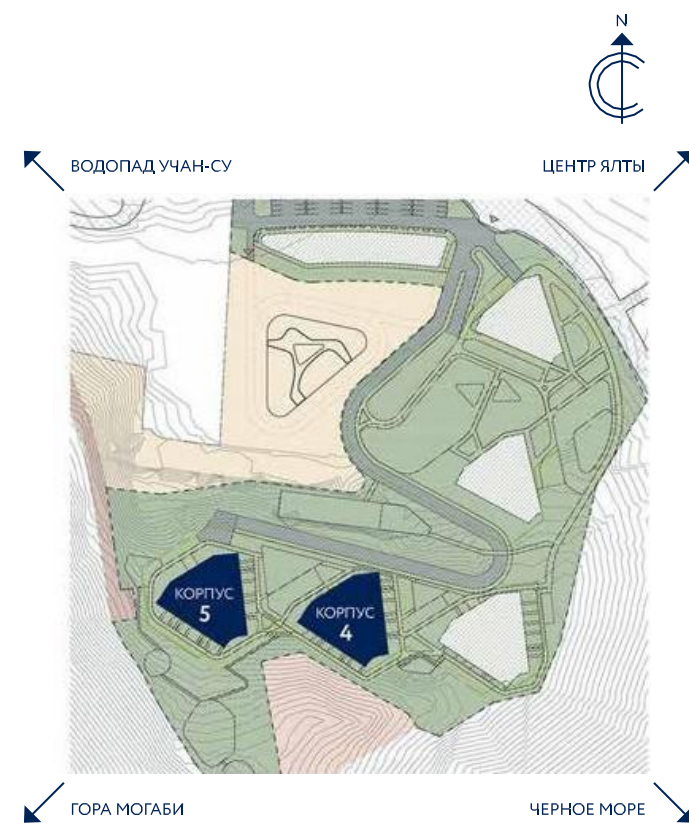 N
ВОДОПАД УЧАН-СУ
ЦЕНТР ЯЛТЫ
КОРПУС
5
КОРПУС
4
ГОРА МОГАБИ
ЧЕРНОЕ МОРЕ